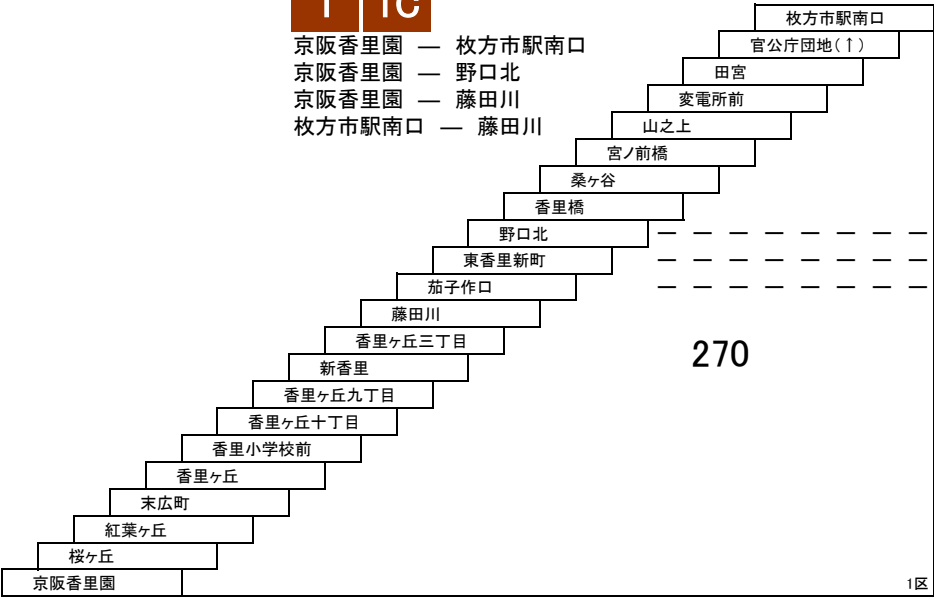 1 1C
京阪香里園 ― 枚方市駅南口
京阪香里園 ― 野口北
京阪香里園 ― 藤田川
枚方市駅南口 ― 藤田川
枚方市駅南口
官公庁団地(↑)
田宮
変電所前
山之上
宮ノ前橋
桑ヶ谷
香里橋
野口北
東香里新町
茄子作口
藤田川
香里ヶ丘三丁目
新香里
270
香里ヶ丘九丁目
香里ヶ丘十丁目
香里小学校前
香里ヶ丘
末広町
紅葉ヶ丘
桜ヶ丘
京阪香里園
1区